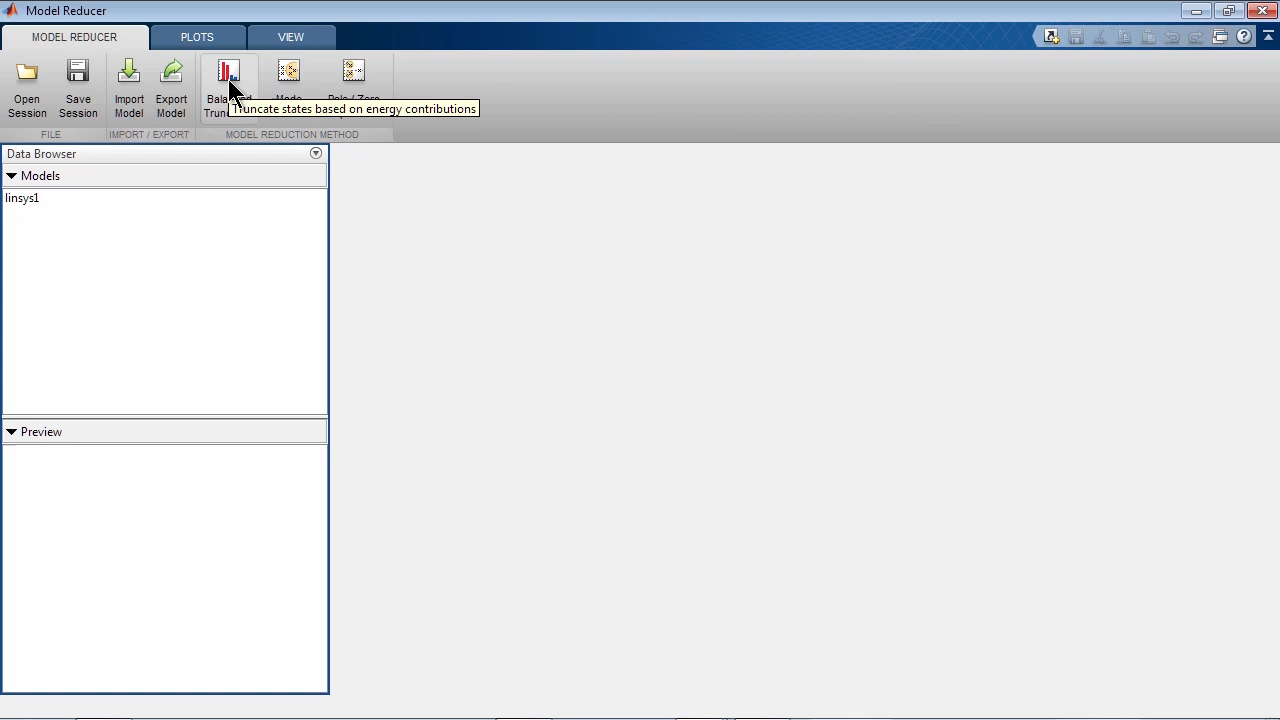 Model Reducer
MODEL REDUCER PLOTS VIEW
Open Session
Save Session
Import Model
Export Model
Truncate states based on energy contributions
FILE IMPORT / EXPORT MODEL REDUCTION METHOD
Data Browser
Models
linsys1
Preview